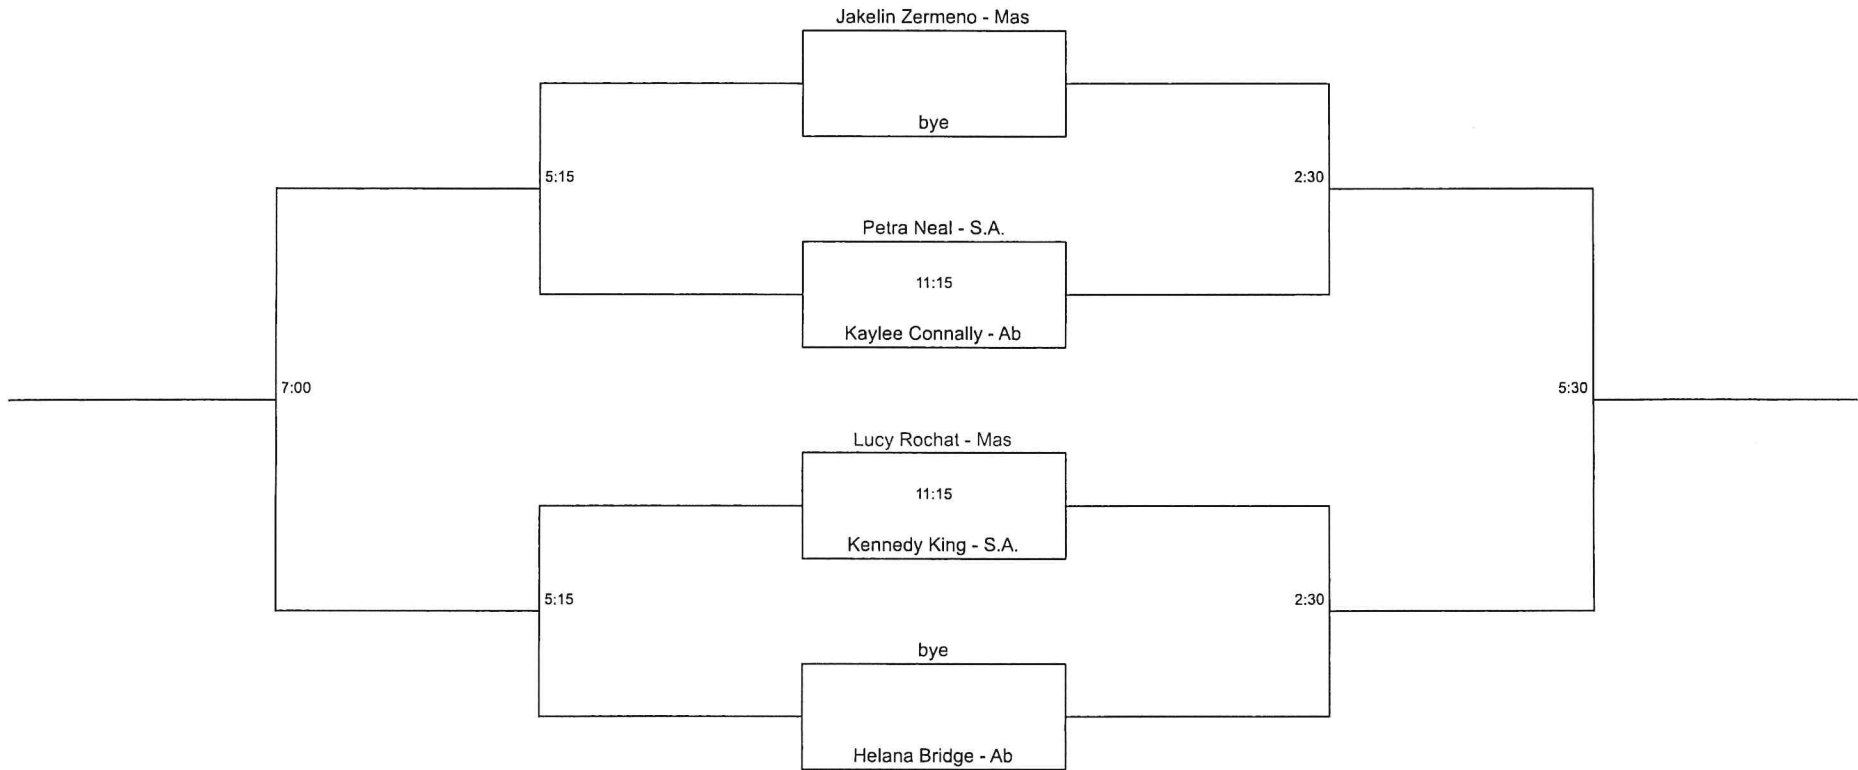 Jakelin Zermeno - Mas
bye
5:15
2:30
Petra Neal - S.A.
11:15
Kaylee Connally - Ab
7:00
5:30
Lucy Rochat - Mas
11:15
Kennedy King - S.A.
5:15
2:30
bye
Helana Bridge - Ab